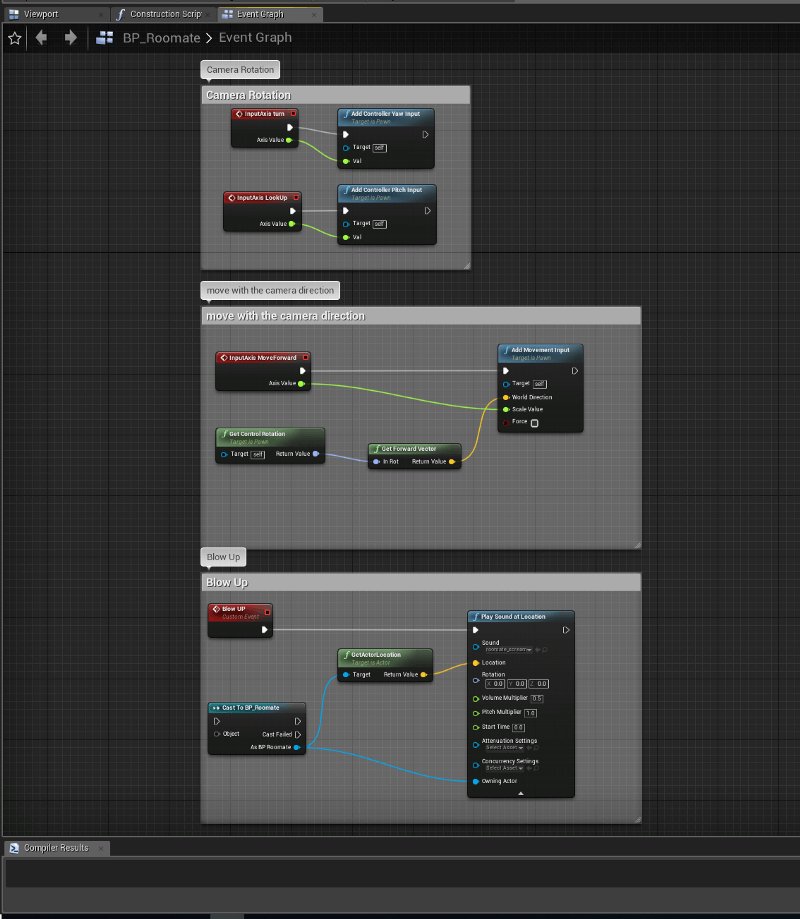 Viewport
Construction Scrip
Event Graph
BP_Roomate > Event Graph
Camera Rotation
Camera Rotation
InputAxis turn
Axis Value
Add Controller Yaw Input
Target is Pawn
Target self
Val
InputAxis LookUp
Axis Value
Add Controller Pitch Input
Target is Pawn
Target self
Val
move with the camera direction
move with the camera direction
InputAxis MoveForward
Axis Value
Add Movement Input
Target is Pawn
Target self
World Direction
Scale Value
Force
Get Control Rotation
Target is Pawn
Target self Return Value
Get Forward Vector
In Rot Return Value
Blow Up
Blow Up
Blow UP
Custom Event
Play Sound at Location
Sound
roomate_scream
Location
Rotation
X 0.0 Y 0.0 Z 0.0
Volume Multiplier 0.5
Pitch Multiplier 1.0
Start Time 0.0
Attenuation Settings
Select Asset
Concurrency Settings
Select Asset
Owning Actor
GetActorLocation
Target is Actor
Target Return Value
Cast To BP_Roomate
Object Cast Failed
As BP Roomate
Compiler Results